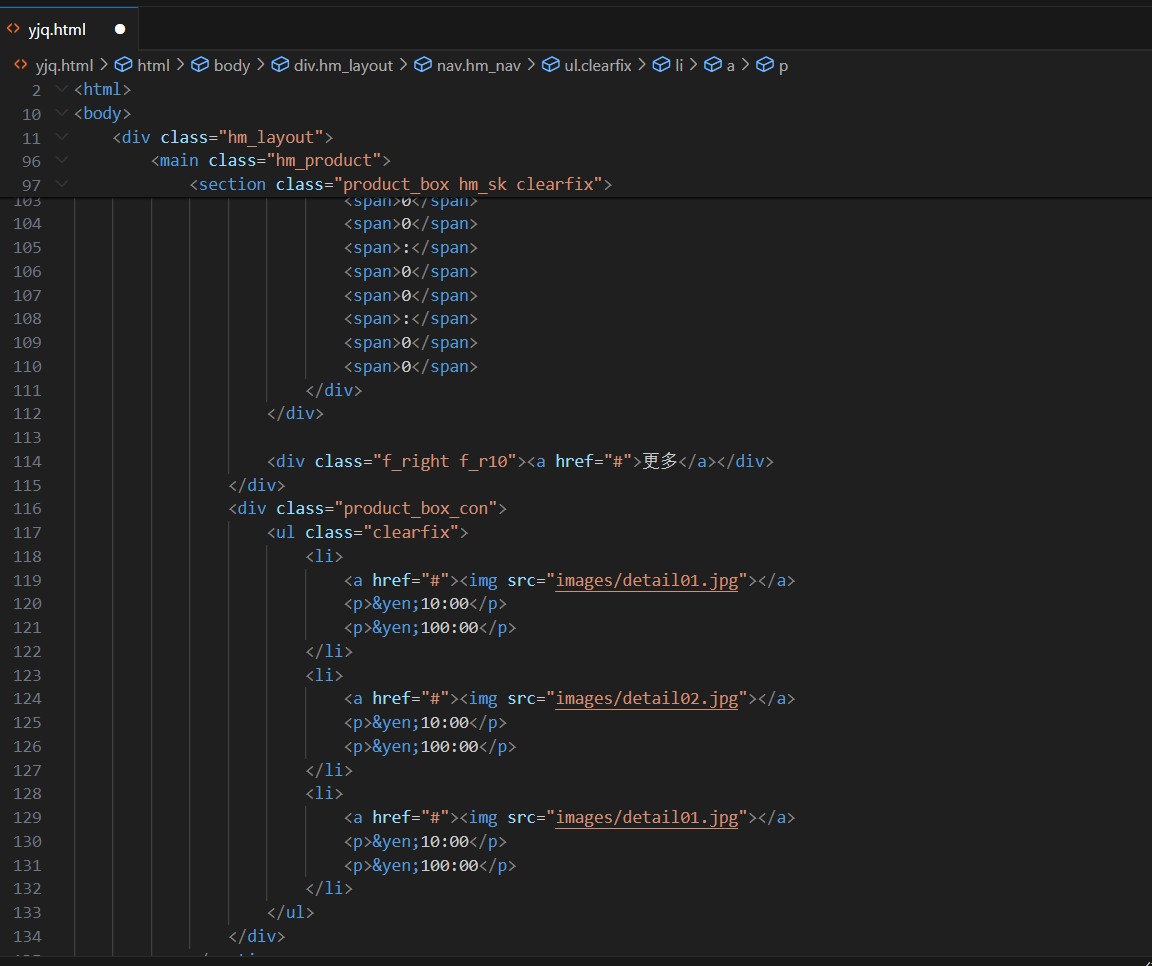 yjq.html
yjq.html > html > body > div.hm_layout > nav.hm_nav > ul.clearfix > li > a > p
2 <html>
10 <body>
11 <div class="hm_layout">
96 <main class="hm_product">
97 <section class="product_box hm_sk clearfix">
103 <span>0</span>
104 <span>0</span>
105 <span>:</span>
106 <span>0</span>
107 <span>0</span>
108 <span>:</span>
109 <span>0</span>
110 <span>0</span>
111 </div>
112 </div>
113
114 <div class="f_right f_r10"><a href="#">更多</a></div>
115 </div>
116 <div class="product_box_con">
117 <ul class="clearfix">
118 <li>
119 <a href="#"><img src="images/detail01.jpg"></a>
120 <p>&yen;10:00</p>
121 <p>&yen;100:00</p>
122 </li>
123 <li>
124 <a href="#"><img src="images/detail02.jpg"></a>
125 <p>&yen;10:00</p>
126 <p>&yen;100:00</p>
127 </li>
128 <li>
129 <a href="#"><img src="images/detail01.jpg"></a>
130 <p>&yen;10:00</p>
131 <p>&yen;100:00</p>
132 </li>
133 </ul>
134 </div>